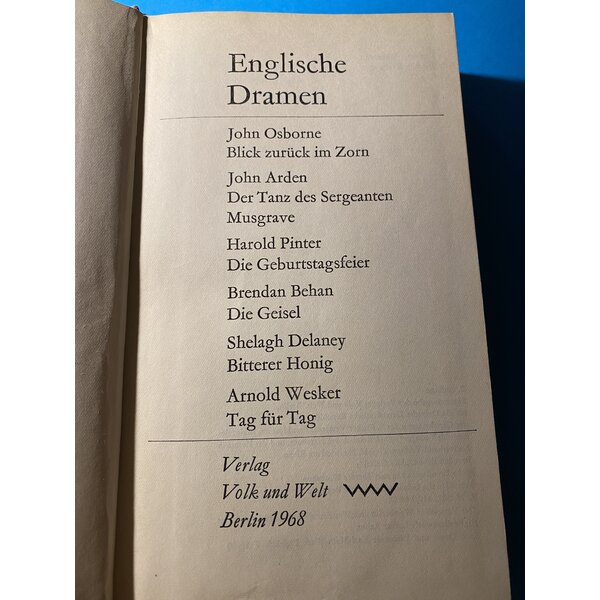 Englische
Dramen
John Osborne
Blick zurück im Zorn
John Arden
Der Tanz des Sergeanten
Musgrave
Harold Pinter
Die Geburtstagsfeier
Brendan Behan
Die Geisel
Shelagh Delaney
Bitterer Honig
Arnold Wesker
Tag für Tag
Verlag
Volk und Welt
Berlin 1968